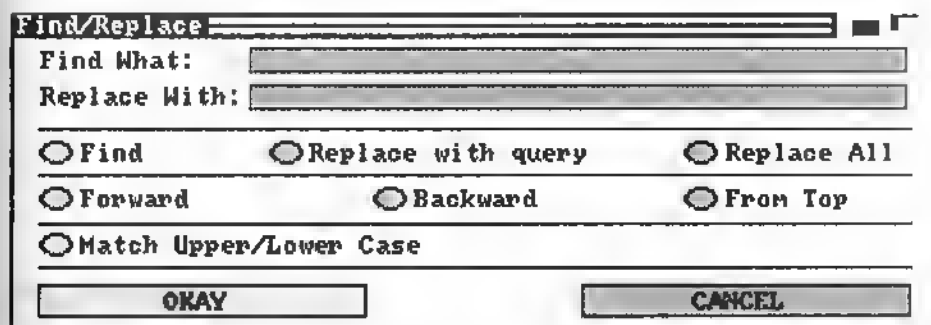 Find/Replace
Find What:
Replace With:
Find Replace with query Replace All
Forward Backward From Top
Match Upper/Lower Case
OKAY CANCEL